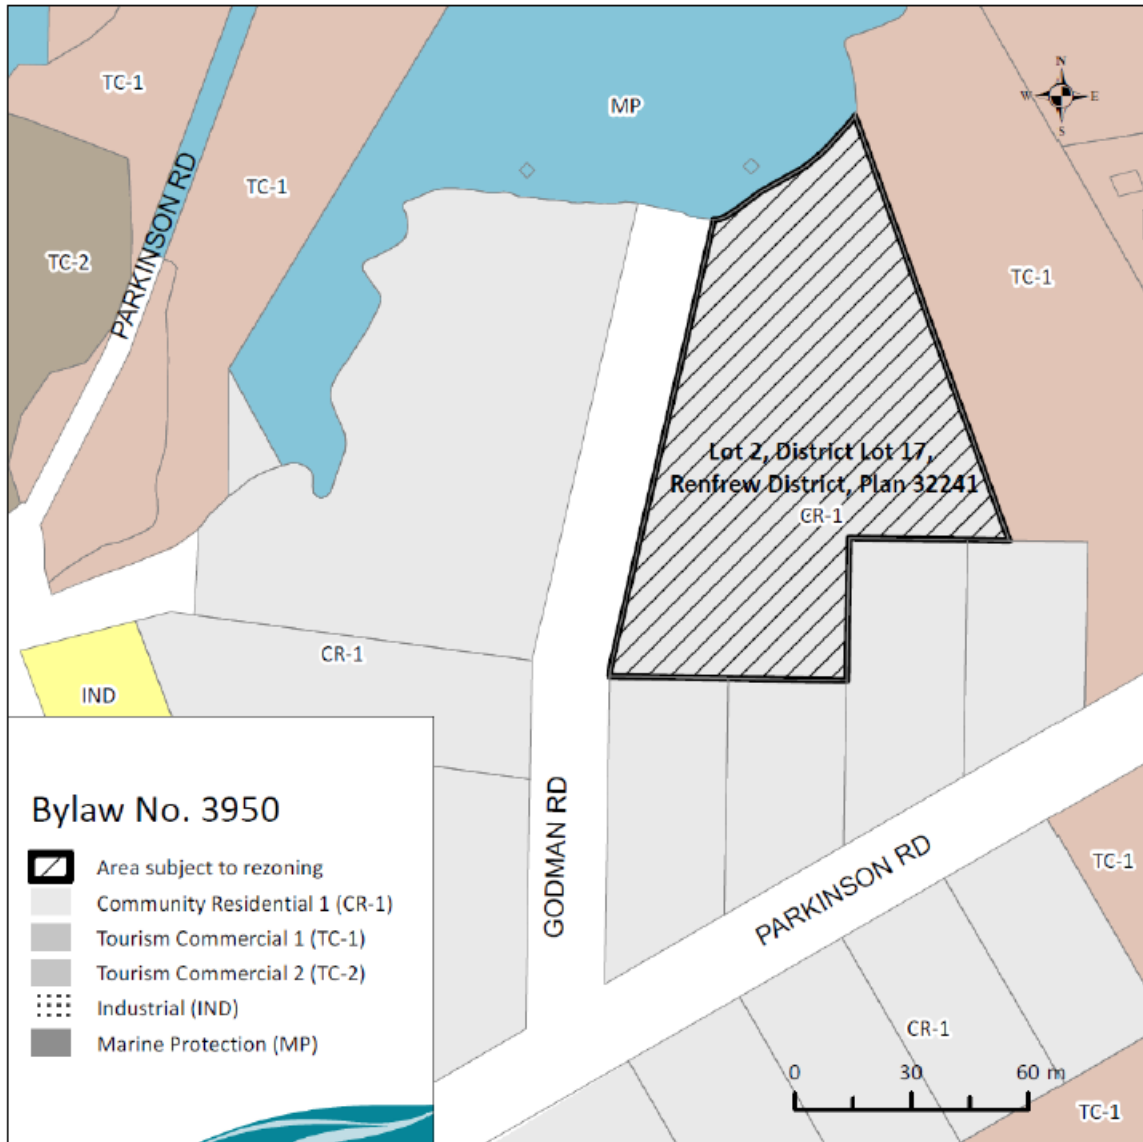 TC-1
MP
N
W E
S
TC-1
PARKINSON RD
TC-2
TC-1
Lot 2, District Lot 17,
Renfrew District, Plan 32241
CR-1
CR-1
IND
GODMAN RD
PARKINSON RD
TC-1
CR-1
0 30 60 m
TC-1
Bylaw No. 3950
Area subject to rezoning
Community Residential 1 (CR-1)
Tourism Commercial 1 (TC-1)
Tourism Commercial 2 (TC-2)
Industrial (IND)
Marine Protection (MP)